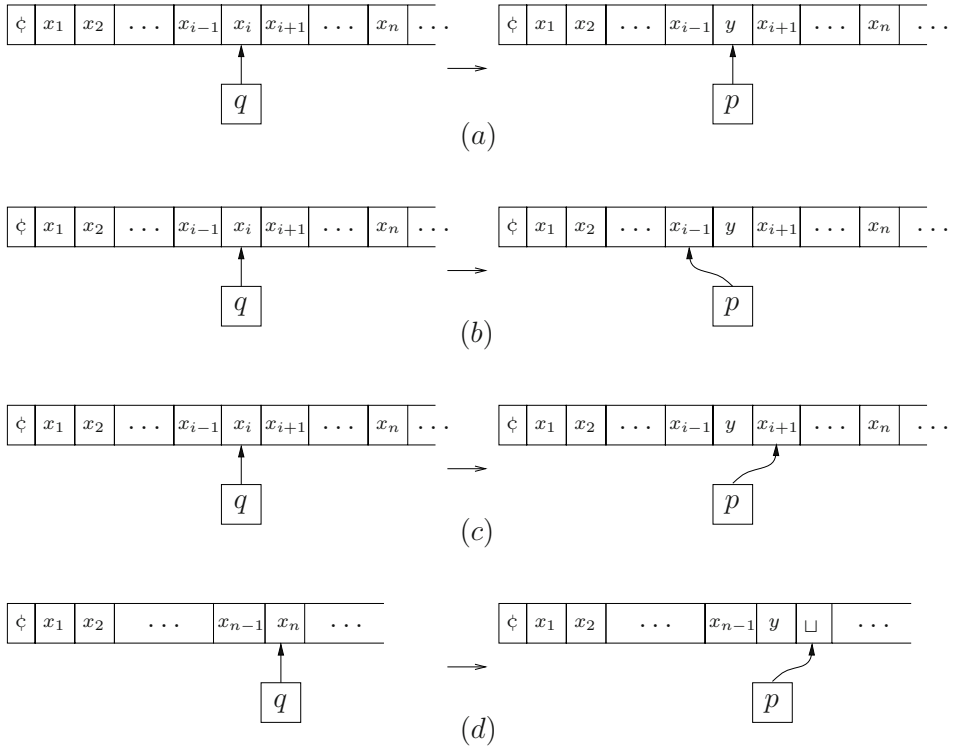 ¢ x₁ x₂ ... xᵢ₋₁ xᵢ xᵢ₊₁ ... xₙ ... ¢ x₁ x₂ ... xᵢ₋₁ y xᵢ₊₁ ... xₙ ...
q p
(a)
¢ x₁ x₂ ... xᵢ₋₁ xᵢ xᵢ₊₁ ... xₙ ... ¢ x₁ x₂ ... xᵢ₋₁ y xᵢ₊₁ ... xₙ ...
q p
(b)
¢ x₁ x₂ ... xᵢ₋₁ xᵢ xᵢ₊₁ ... xₙ ... ¢ x₁ x₂ ... xᵢ₋₁ y xᵢ₊₁ ... xₙ ...
q p
(c)
¢ x₁ x₂ ... xₙ₋₁ xₙ ... ¢ x₁ x₂ ... xₙ₋₁ y ⊔ ...
q p
(d)